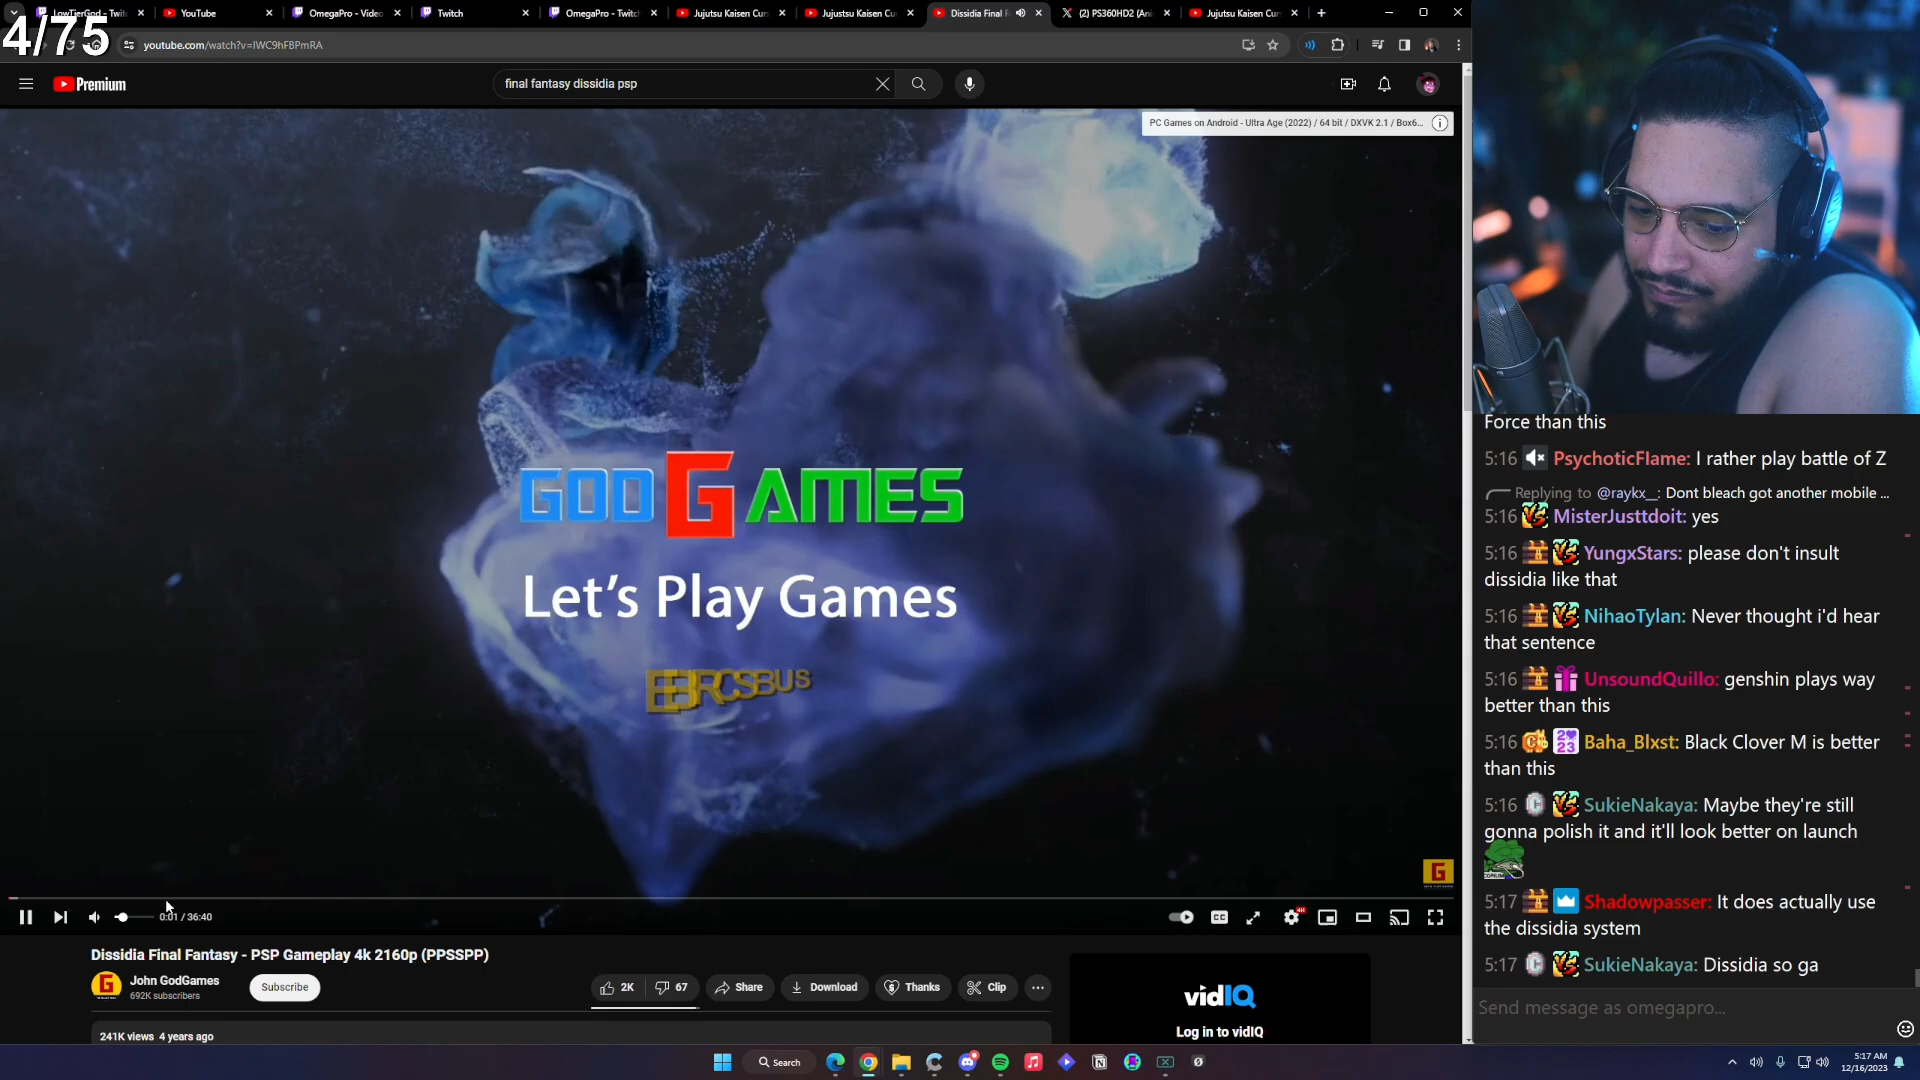 4/75
LowTierGod - Twit
YouTube
OmegaPro - Video
Twitch
OmegaPro - Twitch
Jujutsu Kaisen Cur
Jujustsu Kaisen Cu
Dissidia Final F
(2) PS360HD2 (Ani
Jujutsu Kaisen Cur
youtube.com/watch?v=IWC9hFBPmRA
Premium
final fantasy dissidia psp
PC Games on Android - Ultra Age (2022) / 64 bit / DXVK 2.1 / Box6...
GOD GAMES
Let's Play Games
0:01 / 36:40
Dissidia Final Fantasy - PSP Gameplay 4k 2160p (PPSSPP)
John GodGames
692K subscribers
Subscribe
2K
67
Share
Download
Thanks
Clip
241K views 4 years ago
vidIQ
Log in to vidIQ
Force than this
5:16 PsychoticFlame: I rather play battle of Z
Replying to @raykx__: Dont bleach got another mobile ...
5:16 MisterJusttdoit: yes
5:16 YungxStars: please don't insult
dissidia like that
5:16 NihaoTylan: Never thought i'd hear
that sentence
5:16 UnsoundQuillo: genshin plays way
better than this
5:16 Baha_Blxst: Black Clover M is better
than this
5:16 SukieNakaya: Maybe they're still
gonna polish it and it'll look better on launch
5:17 Shadowpasser: It does actually use
the dissidia system
5:17 SukieNakaya: Dissidia so ga
Send message as omegapro...
Search
5:17 AM
12/16/2023